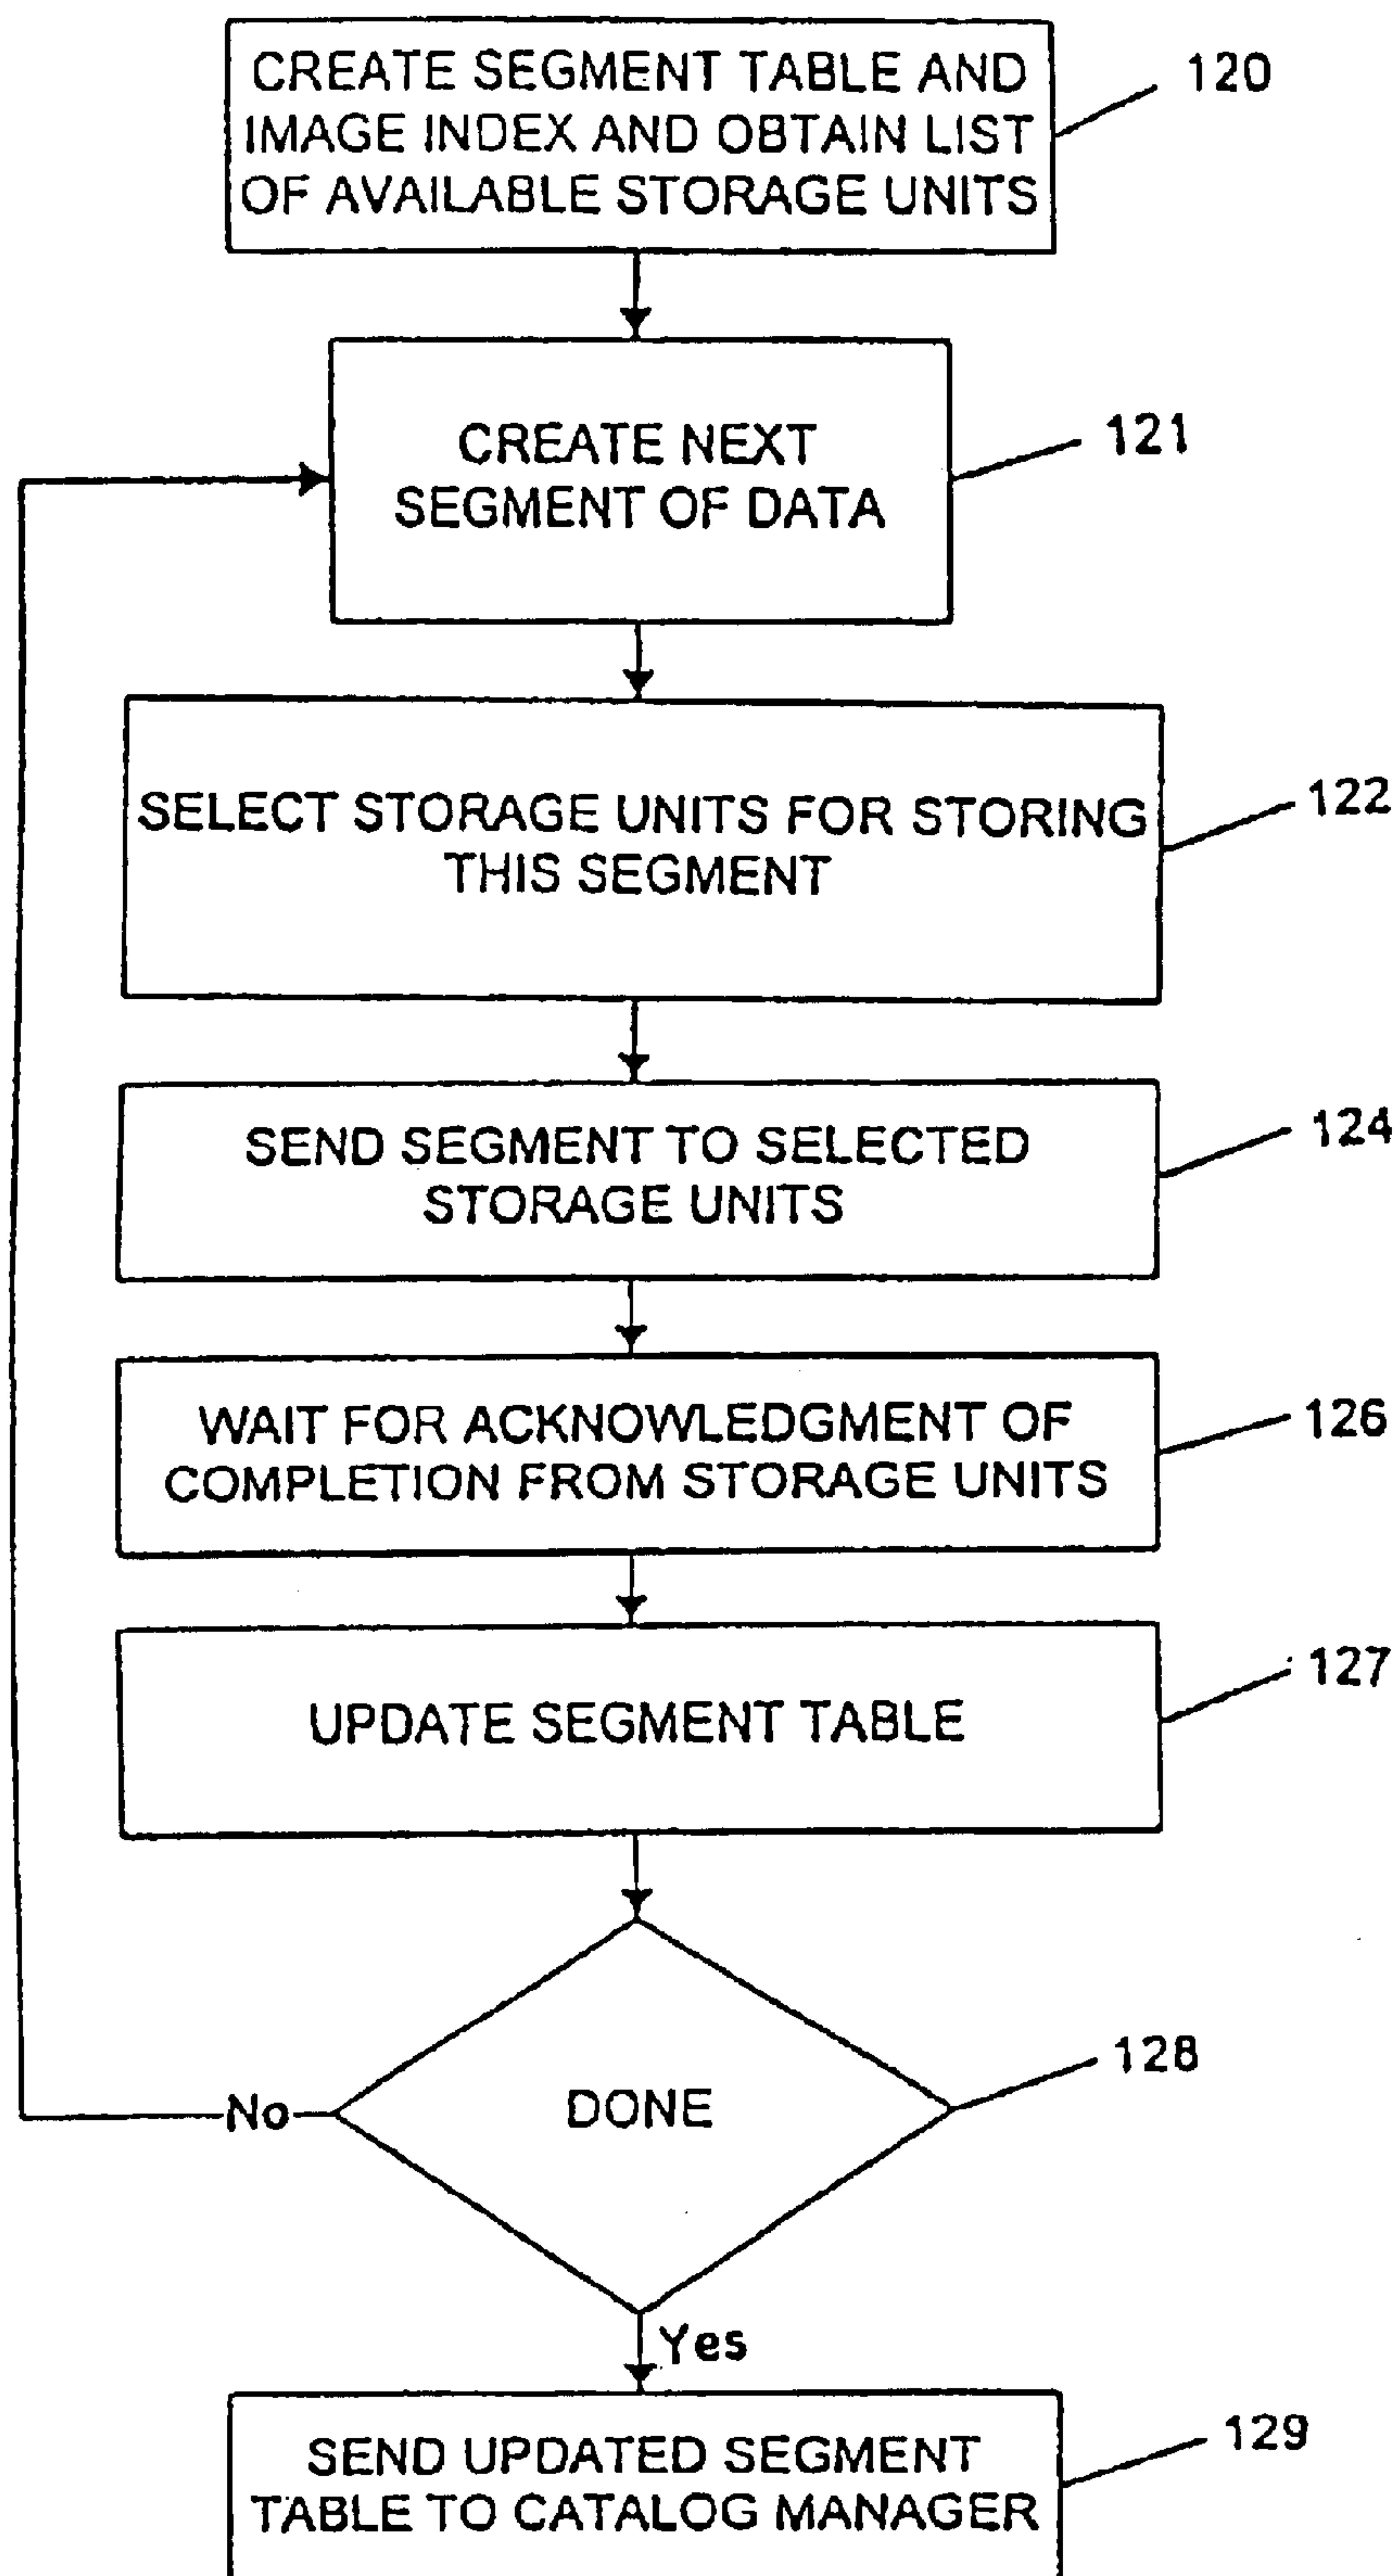 CREATE SEGMENT TABLE AND
IMAGE INDEX AND OBTAIN LIST
OF AVAILABLE STORAGE UNITS
120
CREATE NEXT
SEGMENT OF DATA
121
SELECT STORAGE UNITS FOR STORING
THIS SEGMENT
122
SEND SEGMENT TO SELECTED
STORAGE UNITS
124
WAIT FOR ACKNOWLEDGMENT OF
COMPLETION FROM STORAGE UNITS
126
UPDATE SEGMENT TABLE
127
DONE
128
No
Yes
SEND UPDATED SEGMENT
TABLE TO CATALOG MANAGER
129